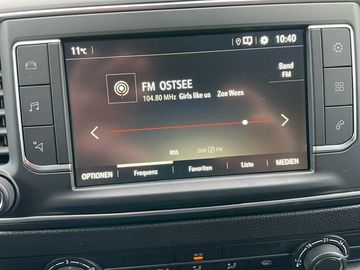 11°C
10:40
Band
FM
FM OSTSEE
104.80 MHz Girls like us Zoe Wees
RDS
DAB FM
OPTIONEN Frequenz Favoriten Liste MEDIEN